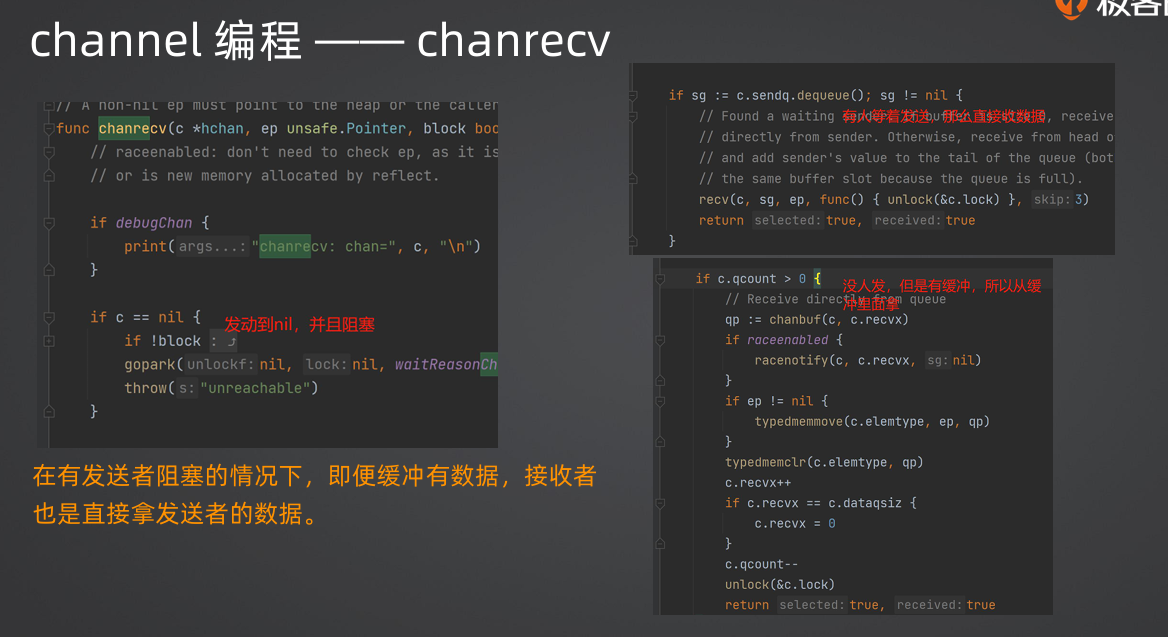 channel 编程 —— chanrecv
极客
// A non-nil ep must point to the heap or the caller
func chanrecv(c *hchan, ep unsafe.Pointer, block boo
// raceenabled: don't need to check ep, as it is
// or is new memory allocated by reflect.
if debugChan {
print( args...: "chanrecv: chan=", c, "\n")
}
if c == nil {
发动到nil，并且阻塞
if !block :
gopark( unlockf: nil, lock: nil, waitReasonCh
throw( s: "unreachable")
}
在有发送者阻塞的情况下，即便缓冲有数据，接收者
也是直接拿发送者的数据。
if sg := c.sendq.dequeue(); sg != nil {
有人等着发送，那么直接收数据
// Found a waiting sender. If buffer is size 0, receive
// directly from sender. Otherwise, receive from head o
// and add sender's value to the tail of the queue (bot
// the same buffer slot because the queue is full).
recv(c, sg, ep, func() { unlock(&c.lock) }, skip: 3)
return selected: true, received: true
}
if c.qcount > 0 {
没人发，但是有缓冲，所以从缓
冲里面拿
// Receive directly from queue
qp := chanbuf(c, c.recvx)
if raceenabled {
racenotify(c, c.recvx, sg: nil)
}
if ep != nil {
typedmemmove(c.elemtype, ep, qp)
}
typedmemclr(c.elemtype, qp)
c.recvx++
if c.recvx == c.dataqsiz {
c.recvx = 0
}
c.qcount--
unlock(&c.lock)
return selected: true, received: true